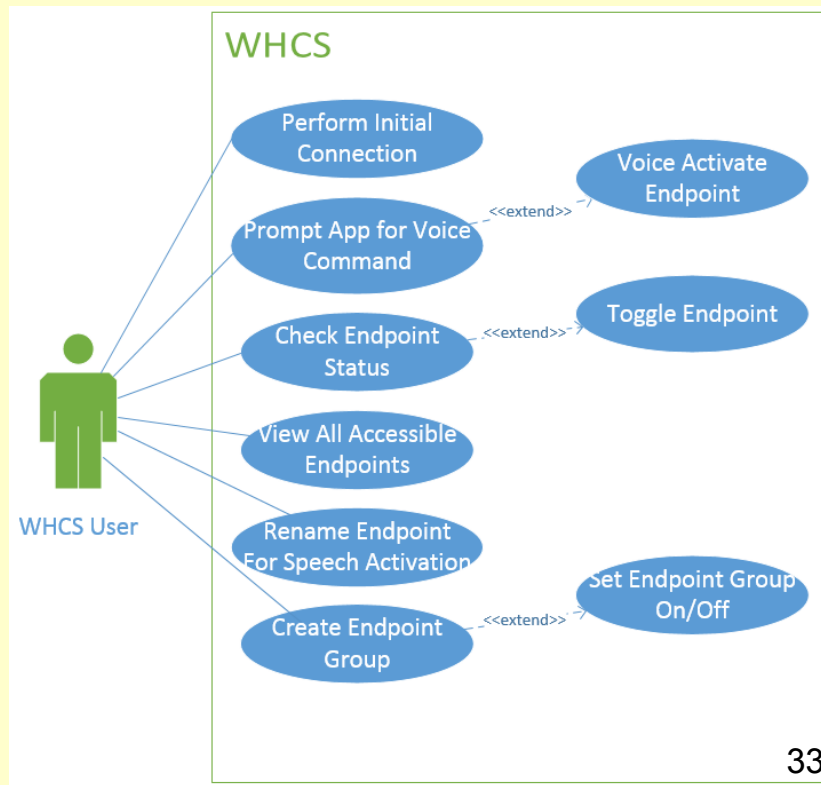 WHCS
Perform Initial
Connection
Voice Activate
Endpoint
<<extend>>
Prompt App for Voice
Command
Toggle Endpoint
<<extend>>
Check Endpoint
Status
View All Accessible
Endpoints
WHCS User
Rename Endpoint
For Speech Activation
Set Endpoint Group
On/Off
<<extend>>
Create Endpoint
Group
33